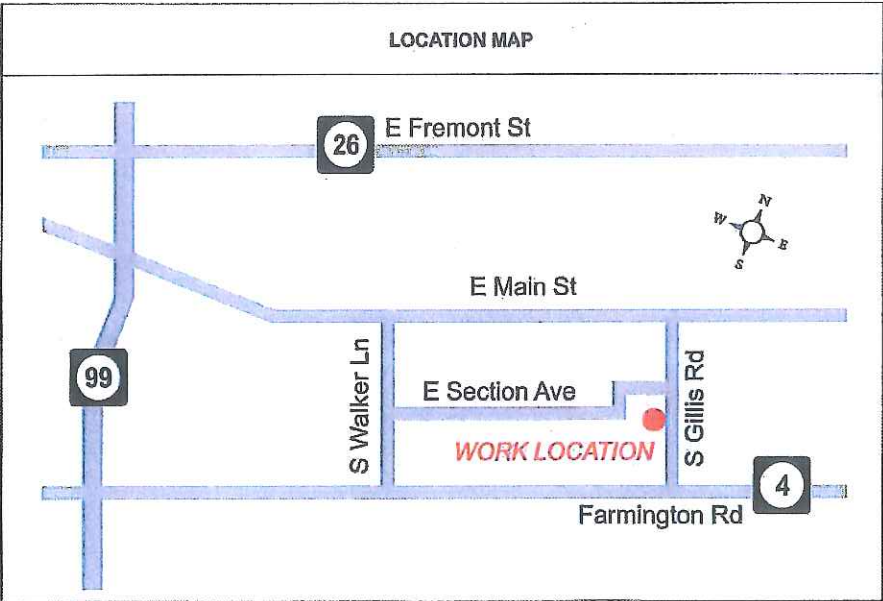 LOCATION MAP
E Fremont St
26
N
W
E
S
E Main St
99
S Walker Ln
E Section Ave
S Gillis Rd
WORK LOCATION
4
Farmington Rd